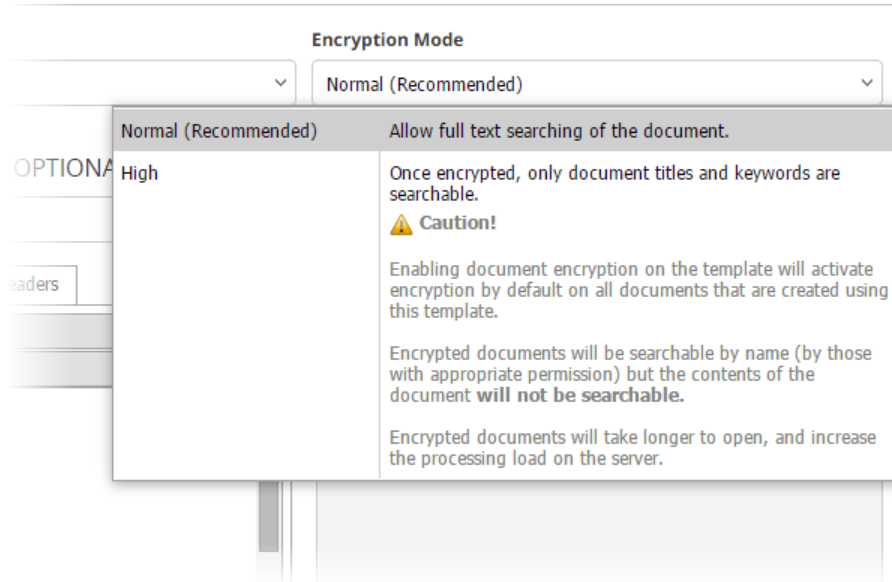 Encryption Mode
Normal (Recommended)
Normal (Recommended) Allow full text searching of the document.
OPTIONA
High Once encrypted, only document titles and keywords are
searchable.
Caution!
Enabling document encryption on the template will activate
encryption by default on all documents that are created using
this template.
eaders
Encrypted documents will be searchable by name (by those
with appropriate permission) but the contents of the
document will not be searchable.
Encrypted documents will take longer to open, and increase
the processing load on the server.